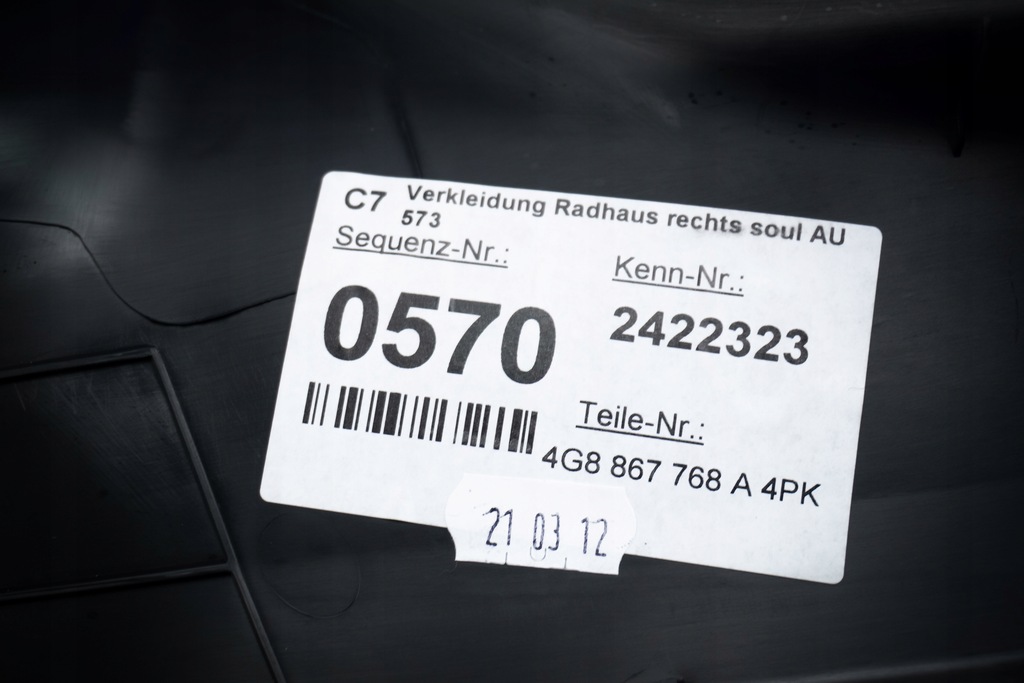 C7 Verkleidung Radhaus rechts soul AU
573
Sequenz-Nr.:
0570
Kenn-Nr.:
2422323
Teile-Nr.:
4G8 867 768 A 4PK
21 03 12